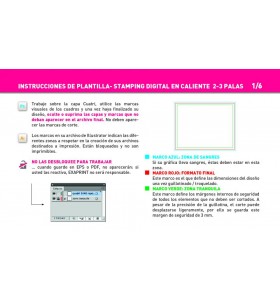 INSTRUCCIONES DE PLANTILLA- STAMPING DIGITAL EN CALIENTE 2-3 PALAS 1/6
Trabaje sobre la capa Cuadri, utilice las marcas
visuales de los cuadros y una vez haya finalizado su
diseño, oculte o suprima las capas y marcas que no
deban aparecer en el archivo final. No deben apare-
cer las marcas de corte.
Los marcos en su archivo de Illustrator indican las dife-
rentes zonas a respetar en la creación de sus archivos
destinados a impresión. Están bloqueados y no son
imprimibles.
NO LAS DESBLOQUEE PARA TRABAJAR
... cuando guarde en EPS o PDF, no aparecerán si
usted las reactiva, EXAPRINT no será responsable.
MARCO AZUL: ZONA DE SANGRES
Si su gráfica lleva sangres, éstas deben estar en esta
zona.
MARCO ROJO: FORMATO FINAL
Este marco es el que define las dimensiones del diseño
una vez guillotinado / troquelado.
MARCO VERDE: ZONA TRANQUILA
Este marco define los márgenes internos de seguridad
de todos los elementos que no deben ser cortados. A
pesar de la precisión de guillotina, el corte puede
desplazarse ligeramente, por ello se guarda este
margen de seguridad de 3 mm.